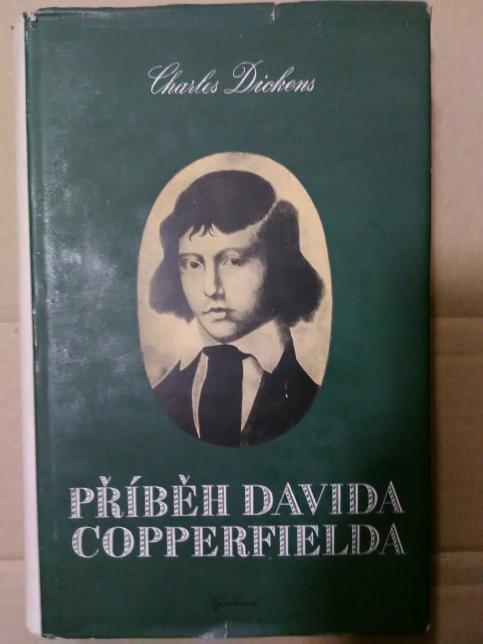 Charles Dickens
PŘÍBĚH DAVIDA
COPPERFIELDA